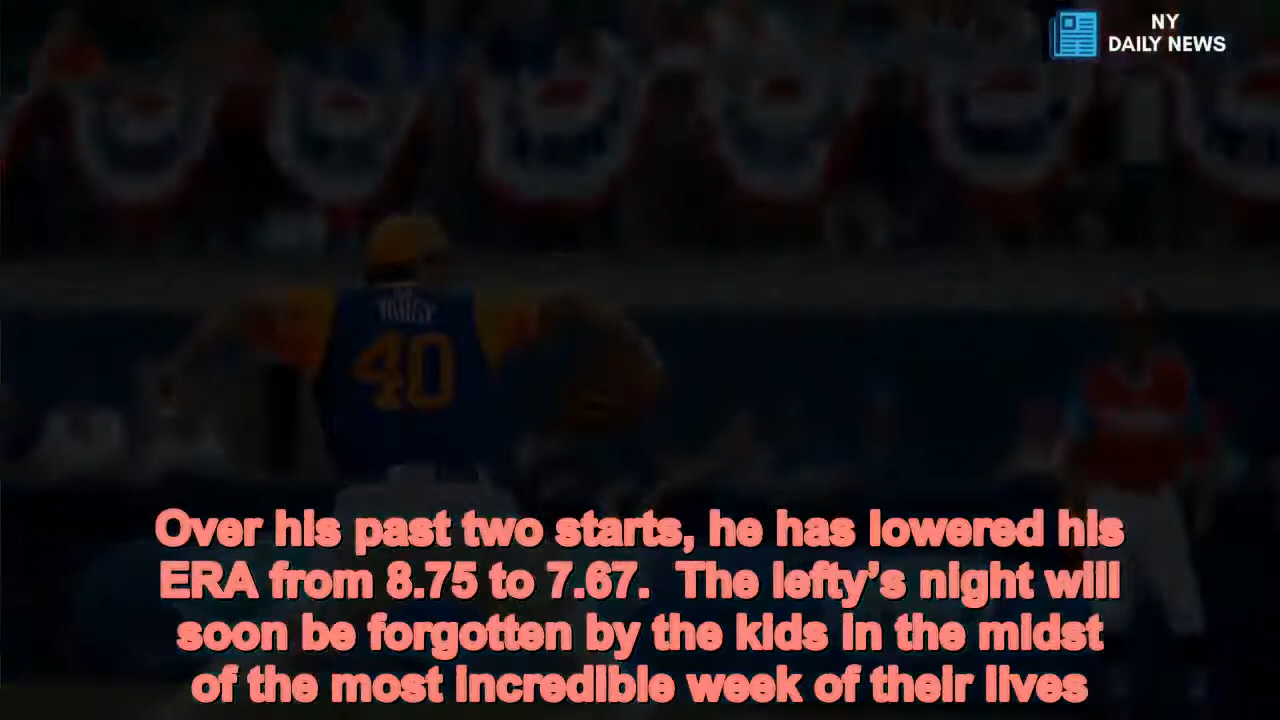 NY
DAILY NEWS
40
Over his past two starts, he has lowered his
ERA from 8.75 to 7.67.  The lefty’s night will
soon be forgotten by the kids in the midst
of the most incredible week of their lives